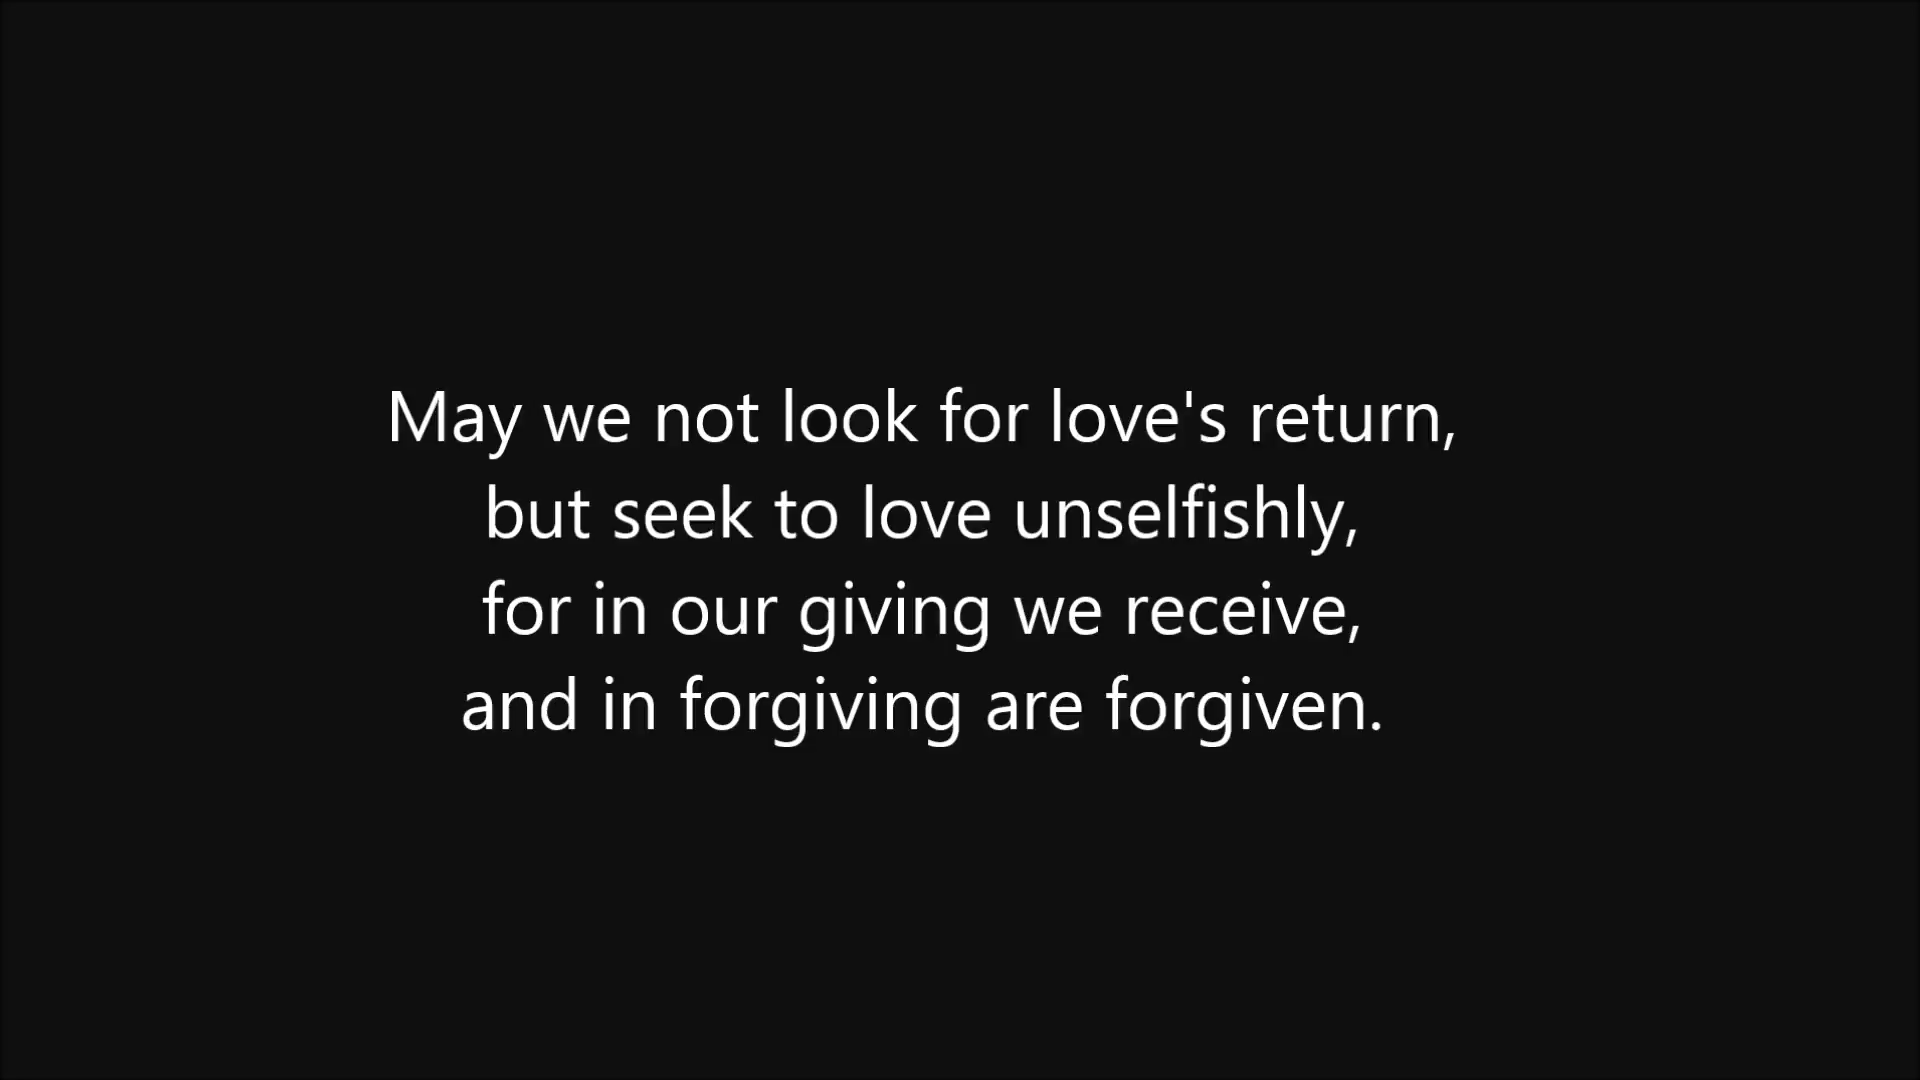 May we not look for love's return,
but seek to love unselfishly,
for in our giving we receive,
and in forgiving are forgiven.